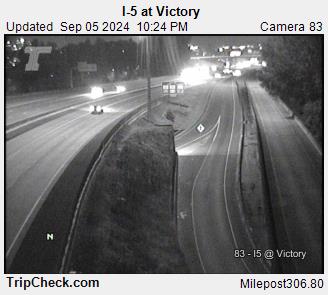 I-5 at Victory
Updated Sep 05 2024 10:24 PM Camera 83
T
N
83 - I5 @ Victory
TripCheck.com Milepost306.80